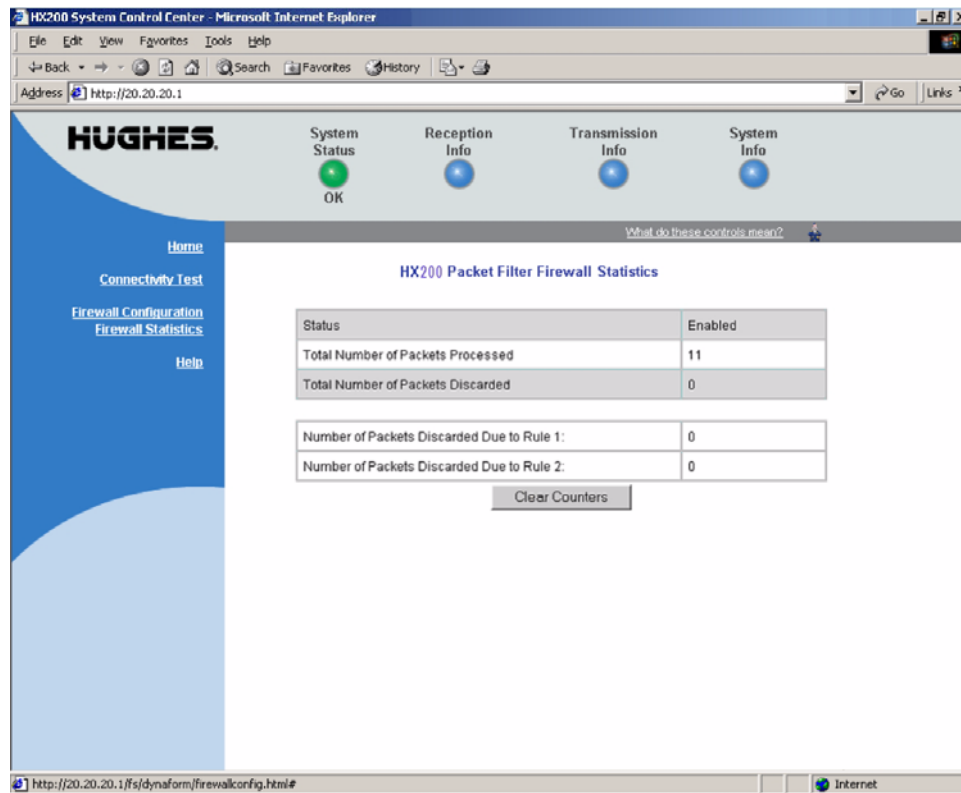 HX200 System Control Center - Microsoft Internet Explorer
File Edit View Favorites Tools Help
Back Search Favorites History
Address http://20.20.20.1 Go Links
HUGHES.
System Status OK
Reception Info
Transmission Info
System Info
What do these controls mean?
Home
Connectivity Test
Firewall Configuration
Firewall Statistics
Help
HX200 Packet Filter Firewall Statistics
Status Enabled
Total Number of Packets Processed 11
Total Number of Packets Discarded 0
Number of Packets Discarded Due to Rule 1: 0
Number of Packets Discarded Due to Rule 2: 0
Clear Counters
http://20.20.20.1/fs/dynaform/firewallconfig.html# Internet